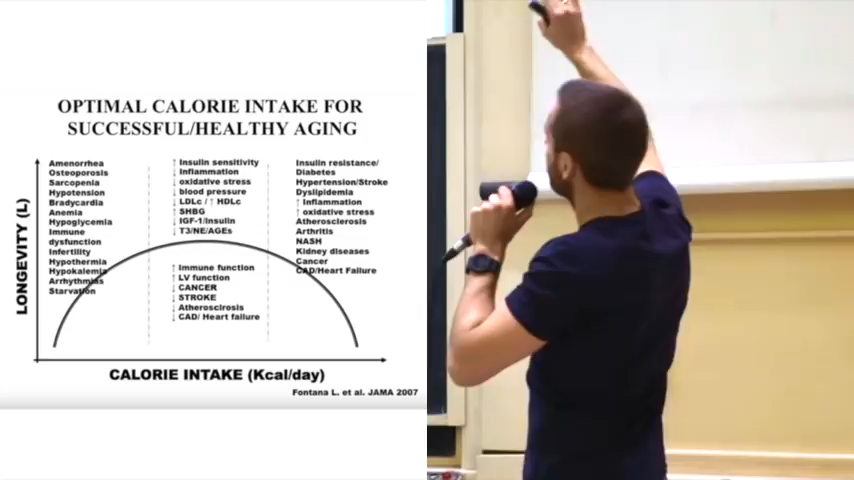 OPTIMAL CALORIE INTAKE FOR
SUCCESSFUL/HEALTHY AGING
LONGEVITY (L)
Amenorrhea
Osteoporosis
Sarcopenia
Hypotension
Bradycardia
Anemia
Hypoglycemia
Immune
dysfunction
Infertility
Hypothermia
Hypokalemia
Arrhythmias
Starvation
↑ Insulin sensitivity
↓ Inflammation
↓ oxidative stress
↓ blood pressure
↓ LDLc / ↑ HDLc
↑ SHBG
↓ IGF-1/insulin
↓ T3/NE/AGEs
↑ Immune function
↑ LV function
↓ CANCER
↓ STROKE
↓ Atheroscirosis
↓ CAD/ Heart failure
Insulin resistance/
Diabetes
Hypertension/Stroke
Dyslipidemia
↑ Inflammation
↑ oxidative stress
Atherosclerosis
Arthritis
NASH
Kidney diseases
Cancer
CAD/Heart Failure
CALORIE INTAKE (Kcal/day)
Fontana L. et al. JAMA 2007